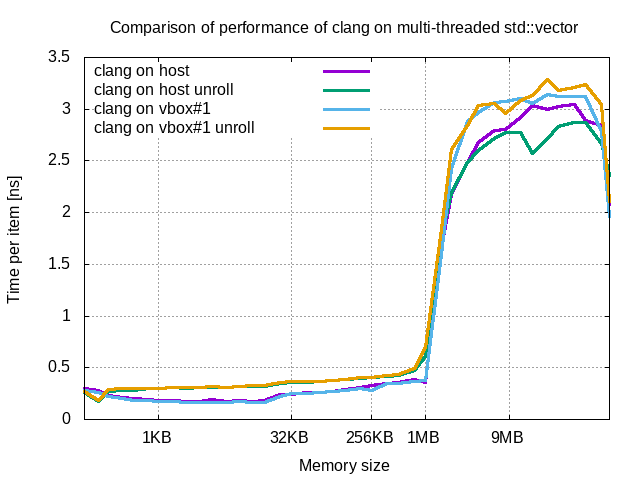 Comparison of performance of clang on multi-threaded std::vector
3.5
3
2.5
2
1.5
1
0.5
0
Time per item [ns]
clang on host
clang on host unroll
clang on vbox#1
clang on vbox#1 unroll
1KB 32KB 256KB 1MB 9MB
Memory size